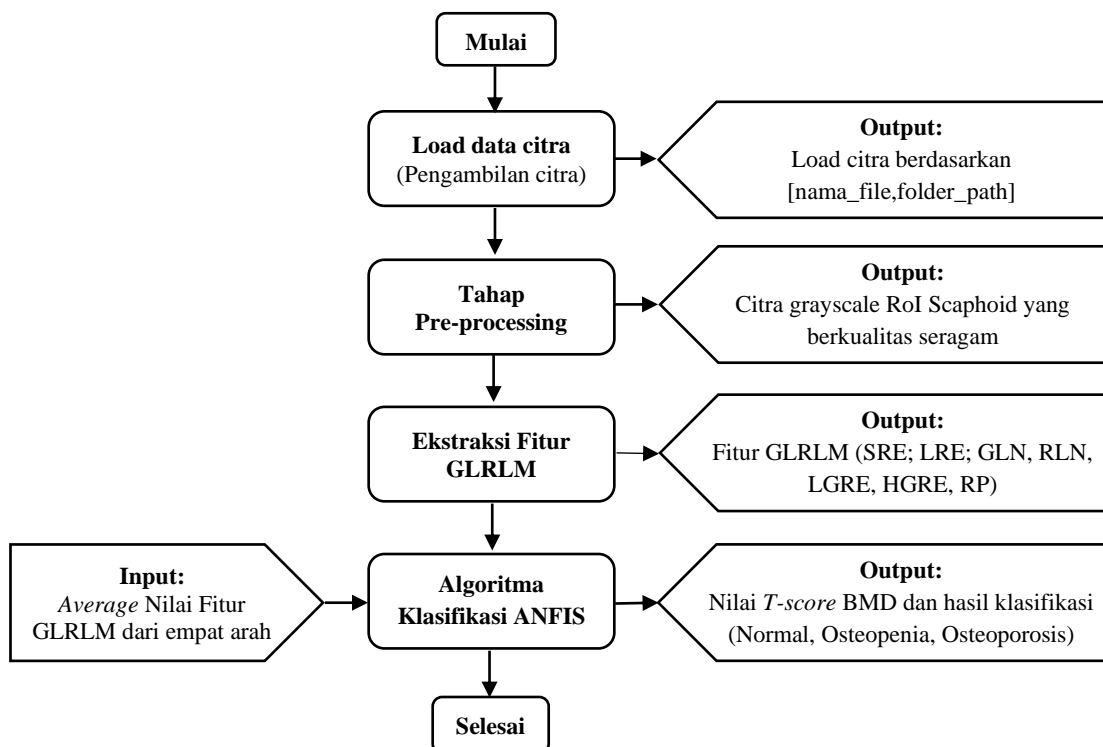 Mulai
Load data citra
(Pengambilan citra)
Output:
Load citra berdasarkan
[nama_file,folder_path]
Tahap
Pre-processing
Output:
Citra grayscale RoI Scaphoid yang
berkualitas seragam
Ekstraksi Fitur
GLRLM
Output:
Fitur GLRLM (SRE; LRE; GLN, RLN,
LGRE, HGRE, RP)
Input:
Average Nilai Fitur
GLRLM dari empat arah
Algoritma
Klasifikasi ANFIS
Output:
Nilai T-score BMD dan hasil klasifikasi
(Normal, Osteopenia, Osteoporosis)
Selesai